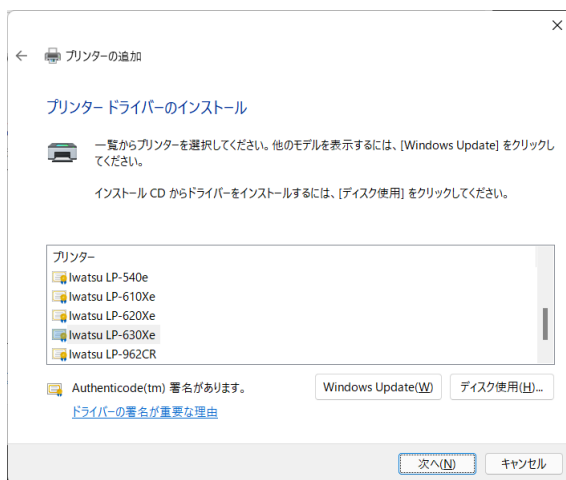 プリンターの追加
プリンター ドライバーのインストール
一覧からプリンターを選択してください。他のモデルを表示するには、[Windows Update] をクリックし
てください。
インストール CD からドライバーをインストールするには、[ディスク使用] をクリックしてください。
プリンター
Iwatsu LP-540e
Iwatsu LP-610Xe
Iwatsu LP-620Xe
Iwatsu LP-630Xe
Iwatsu LP-962CR
Authenticode(tm) 署名があります。
Windows Update(W)
ディスク使用(H)...
ドライバーの署名が重要な理由
次へ(N)
キャンセル